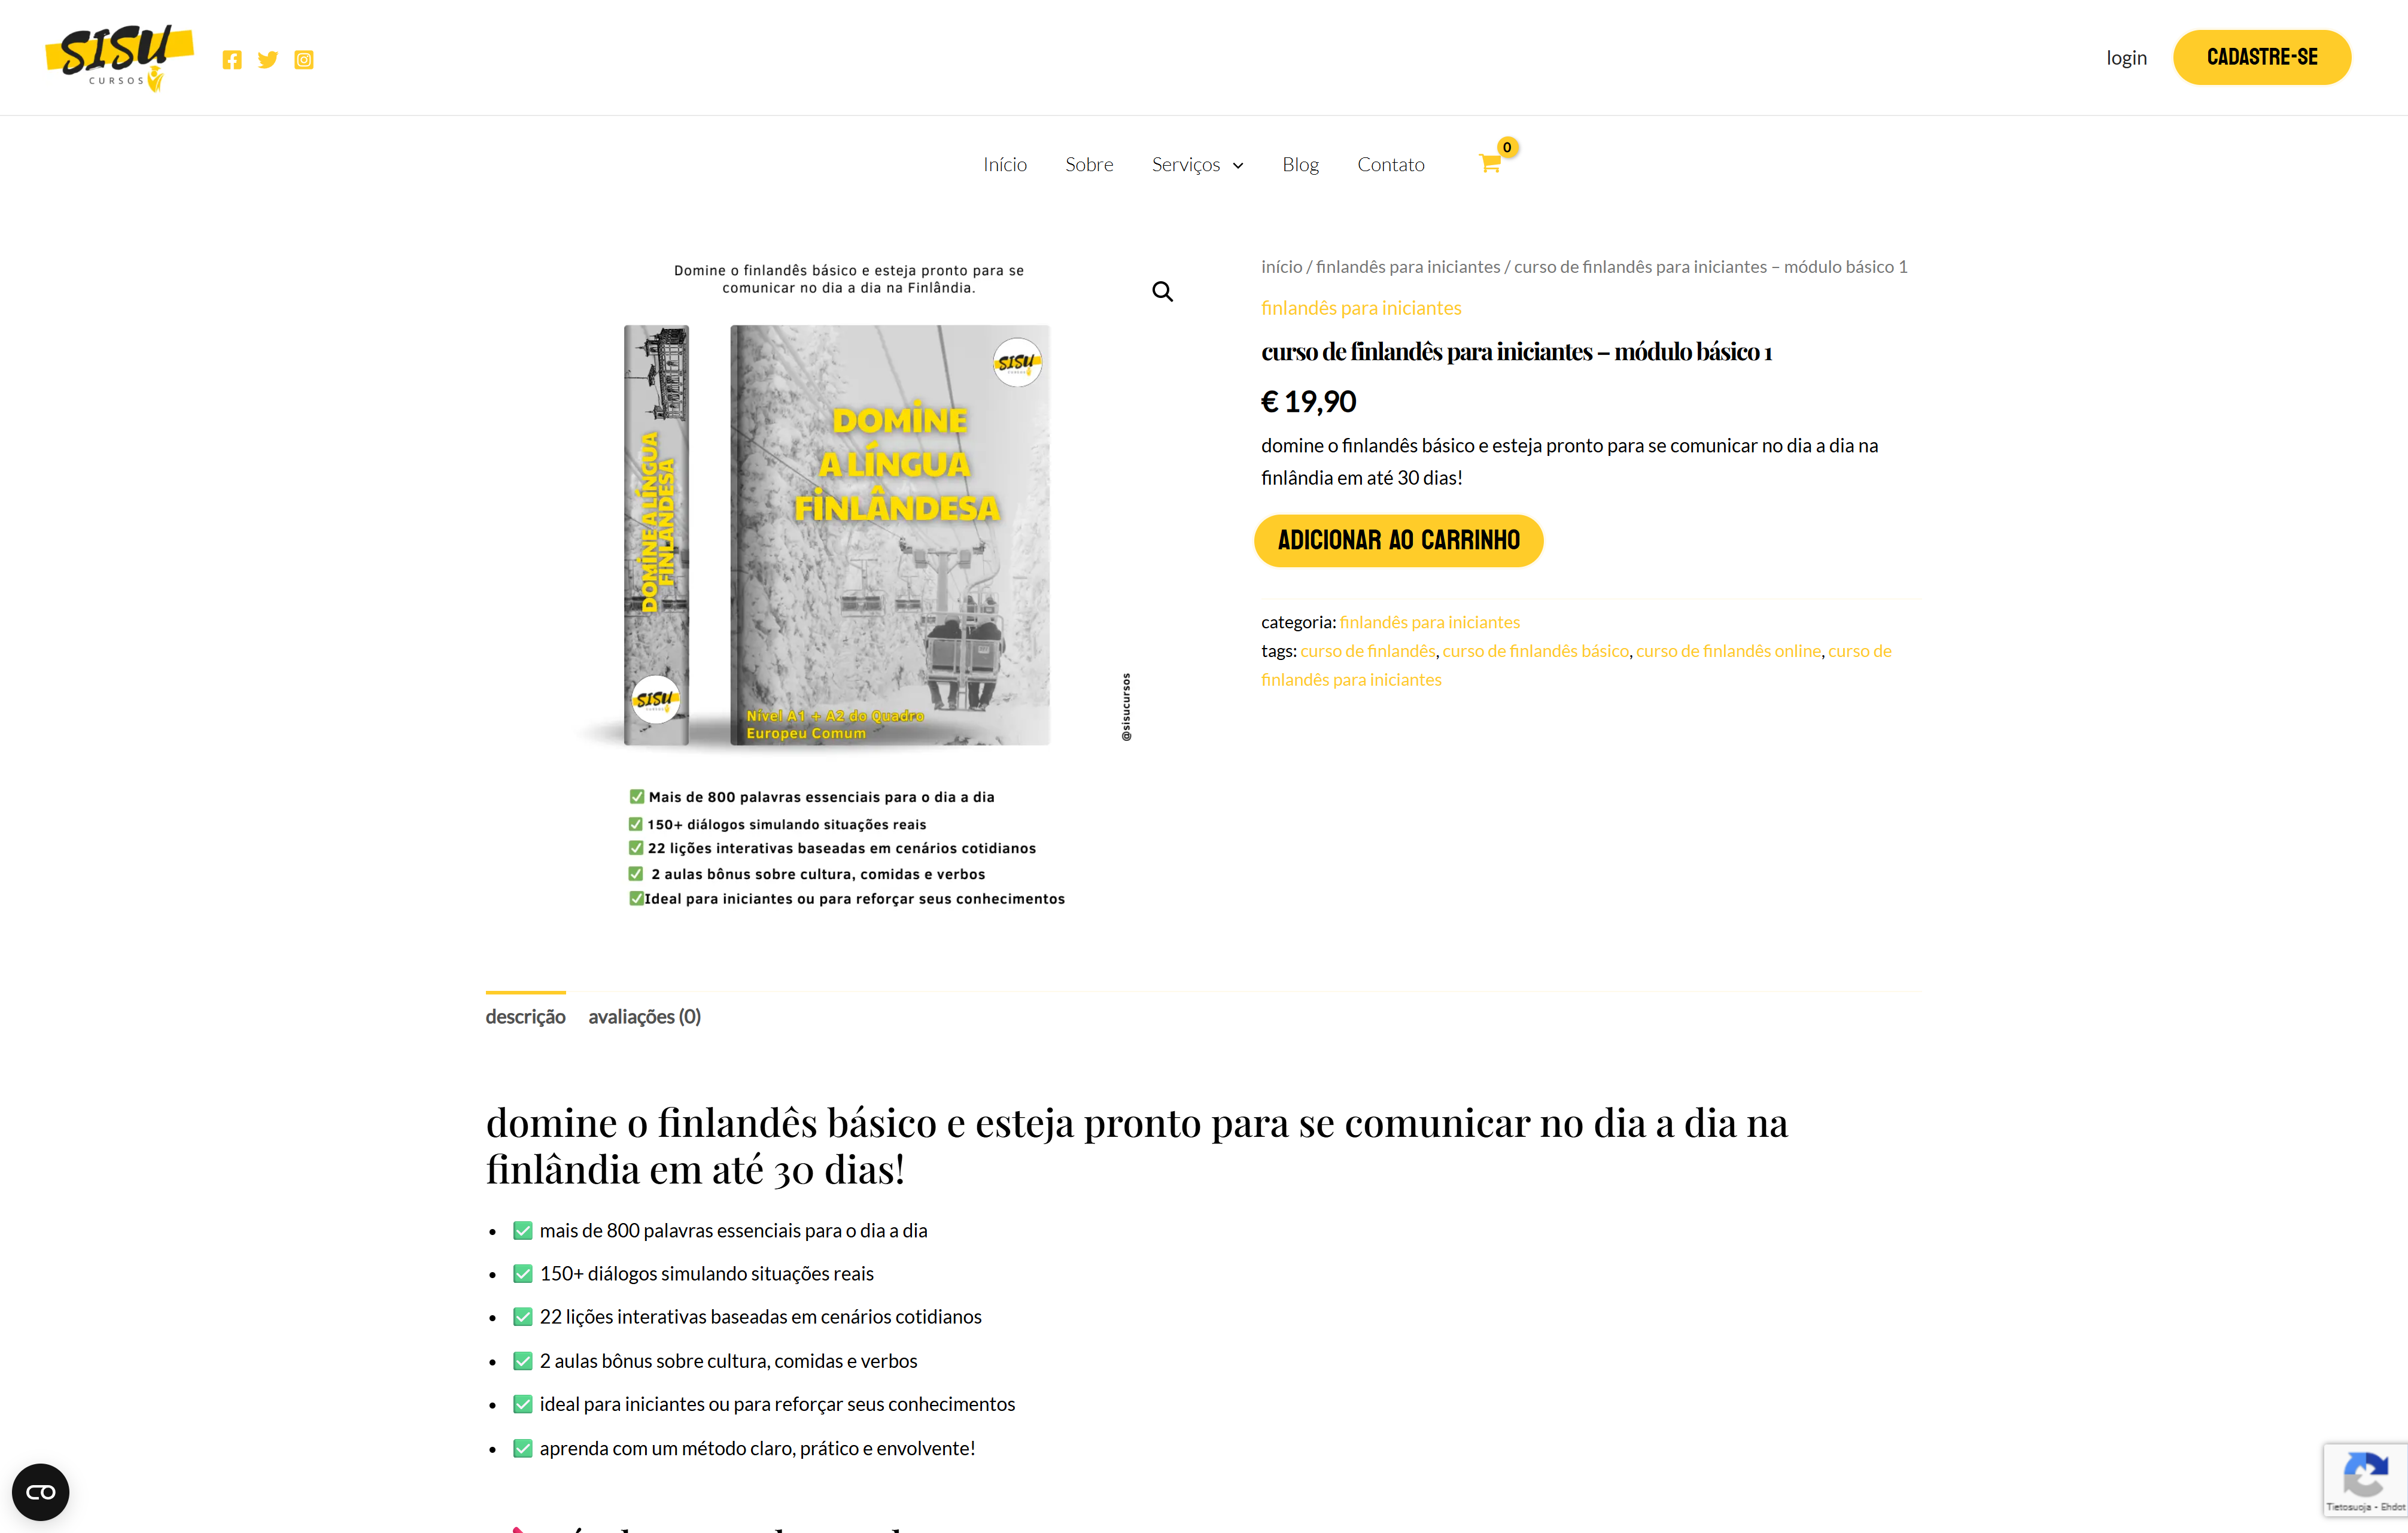 SISU
CURSOS
login
CADASTRE-SE
Início
Sobre
Serviços
Blog
Contato
0
Domine o finlandês básico e esteja pronto para se
comunicar no dia a dia na Finlândia.
DOMINE A LÍNGUA
FINLANDESA
SISU
SISU
DOMINE
A LÍNGUA
FINLÂNDESA
Nível A1 + A2 do Quadro
Europeu Comum
@sisucursos
✅ Mais de 800 palavras essenciais para o dia a dia
✅ 150+ diálogos simulando situações reais
✅ 22 lições interativas baseadas em cenários cotidianos
✅ 2 aulas bônus sobre cultura, comidas e verbos
✅Ideal para iniciantes ou para reforçar seus conhecimentos
início / finlandês para iniciantes / curso de finlandês para iniciantes – módulo básico 1
finlandês para iniciantes
curso de finlandês para iniciantes – módulo básico 1
€ 19,90
domine o finlandês básico e esteja pronto para se comunicar no dia a dia na
finlândia em até 30 dias!
ADICIONAR AO CARRINHO
categoria: finlandês para iniciantes
tags: curso de finlandês, curso de finlandês básico, curso de finlandês online, curso de
finlandês para iniciantes
descrição
avaliações (0)
domine o finlandês básico e esteja pronto para se comunicar no dia a dia na
finlândia em até 30 dias!
• ✅ mais de 800 palavras essenciais para o dia a dia
• ✅ 150+ diálogos simulando situações reais
• ✅ 22 lições interativas baseadas em cenários cotidianos
• ✅ 2 aulas bônus sobre cultura, comidas e verbos
• ✅ ideal para iniciantes ou para reforçar seus conhecimentos
• ✅ aprenda com um método claro, prático e envolvente!
Tietosuoja - Ehdot